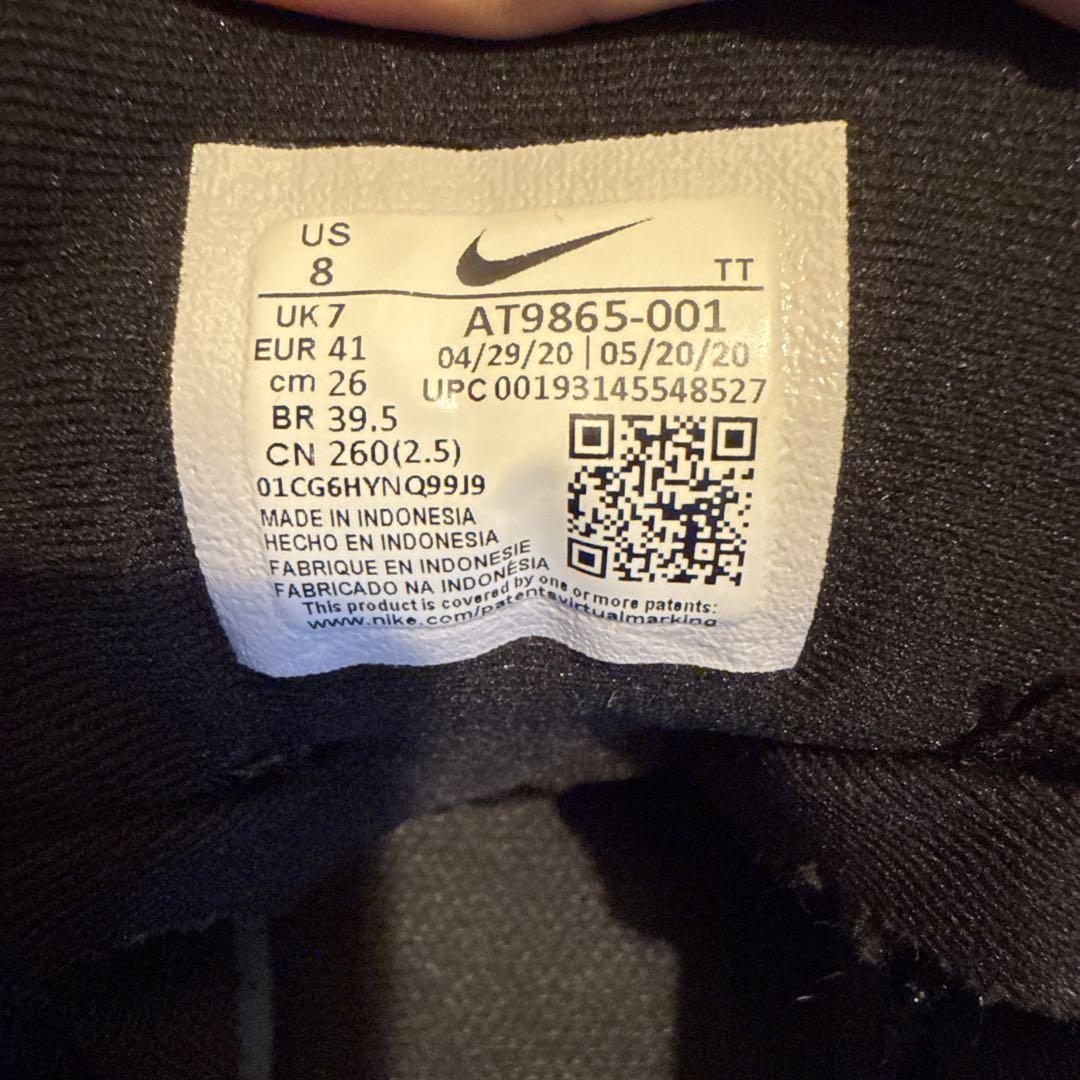 US
8
TT
UK 7
AT9865-001
EUR 41
04/29/20 | 05/20/20
cm 26
UPC 00193145548527
BR 39.5
CN 260(2.5)
01CG6HYNQ99J9
MADE IN INDONESIA
HECHO EN INDONESIA
FABRIQUE EN INDONESIE
FABRICADO NA INDONÉSIA
This product is covered by one or more patents:
www.nike.com/patentsvirtualmarking